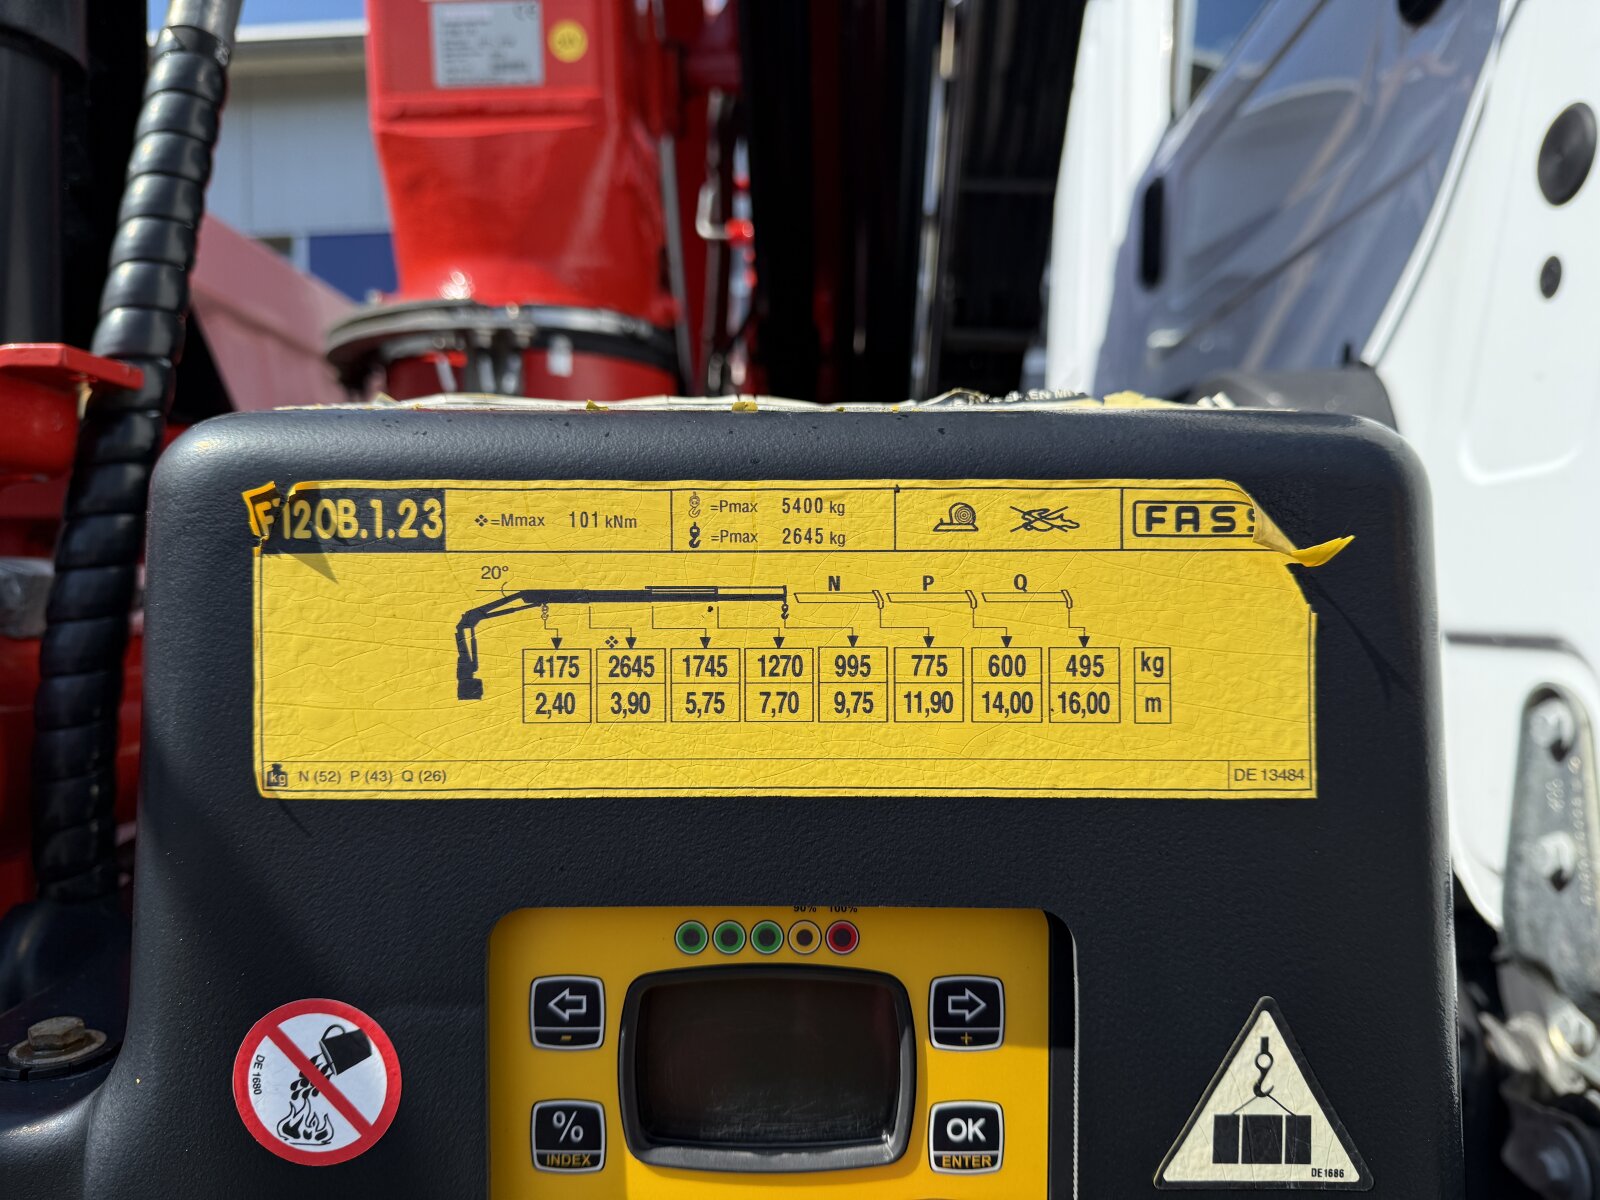 F120B.1.23
=Mmax 101 kNm
=Pmax 5400 kg
=Pmax 2645 kg
FASS
20°
N P Q
4175 2645 1745 1270 995 775 600 495 kg
2,40 3,90 5,75 7,70 9,75 11,90 14,00 16,00 m
kg N (52) P (43) Q (26)
DE 13484
90% 100%
-
+
%
INDEX
OK
ENTER
DE 1680
DE 1686